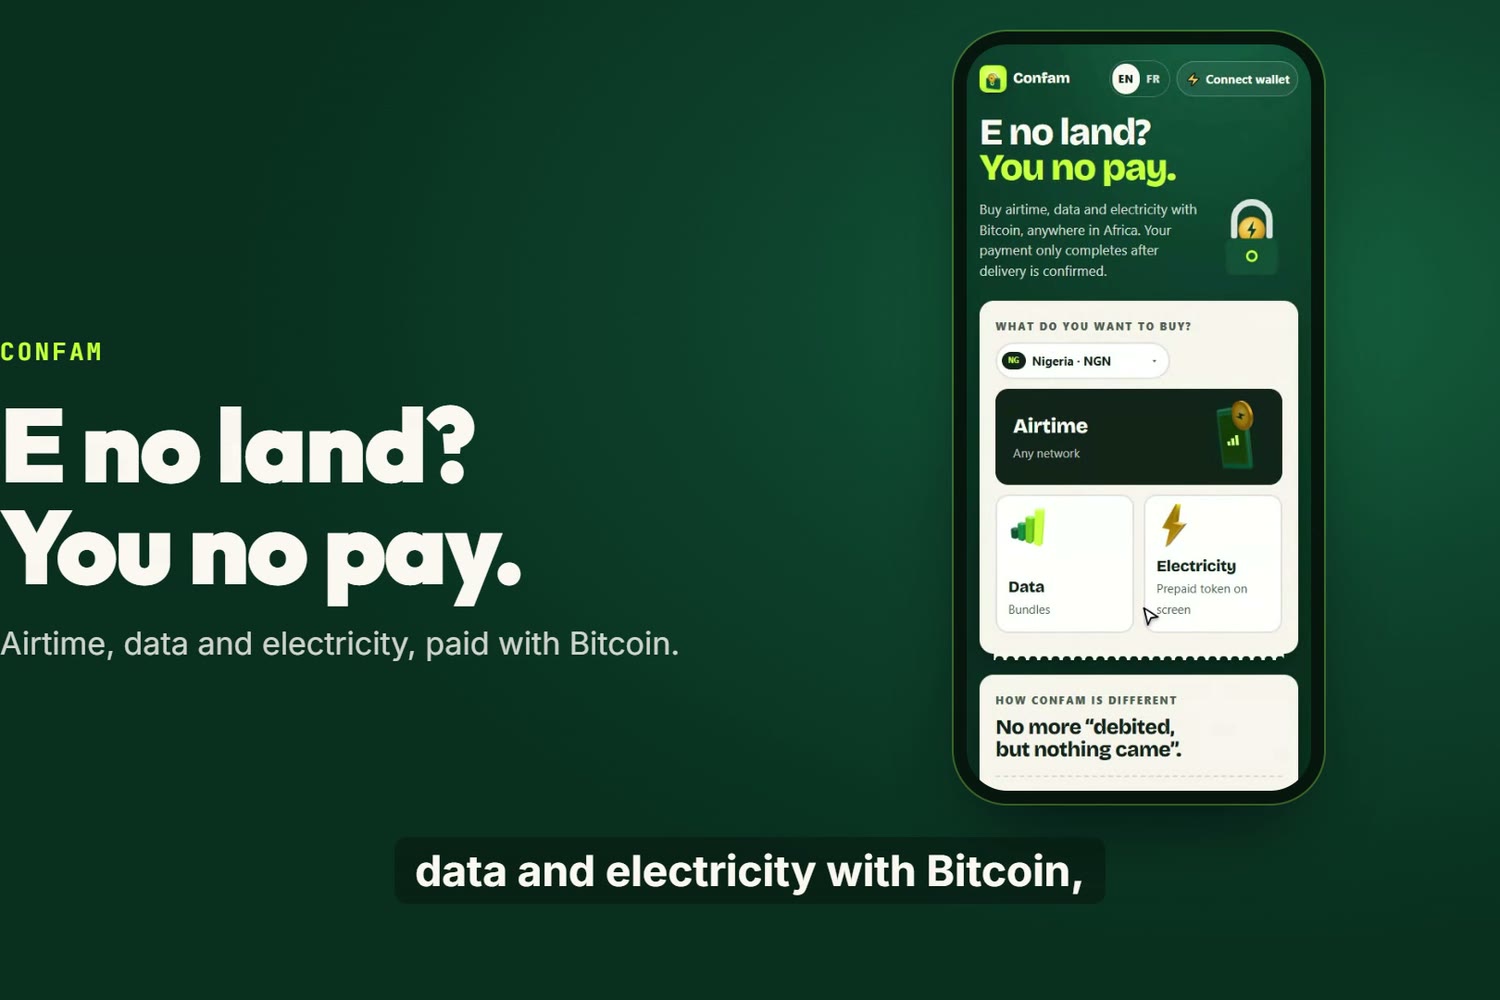 CONFAM
E no land?
You no pay.
Airtime, data and electricity, paid with Bitcoin.
Confam
EN FR
Connect wallet
E no land?
You no pay.
Buy airtime, data and electricity with
Bitcoin, anywhere in Africa. Your
payment only completes after
delivery is confirmed.
WHAT DO YOU WANT TO BUY?
NG Nigeria · NGN
Airtime
Any network
Data
Bundles
Electricity
Prepaid token on
screen
HOW CONFAM IS DIFFERENT
No more “debited,
but nothing came”.
data and electricity with Bitcoin,